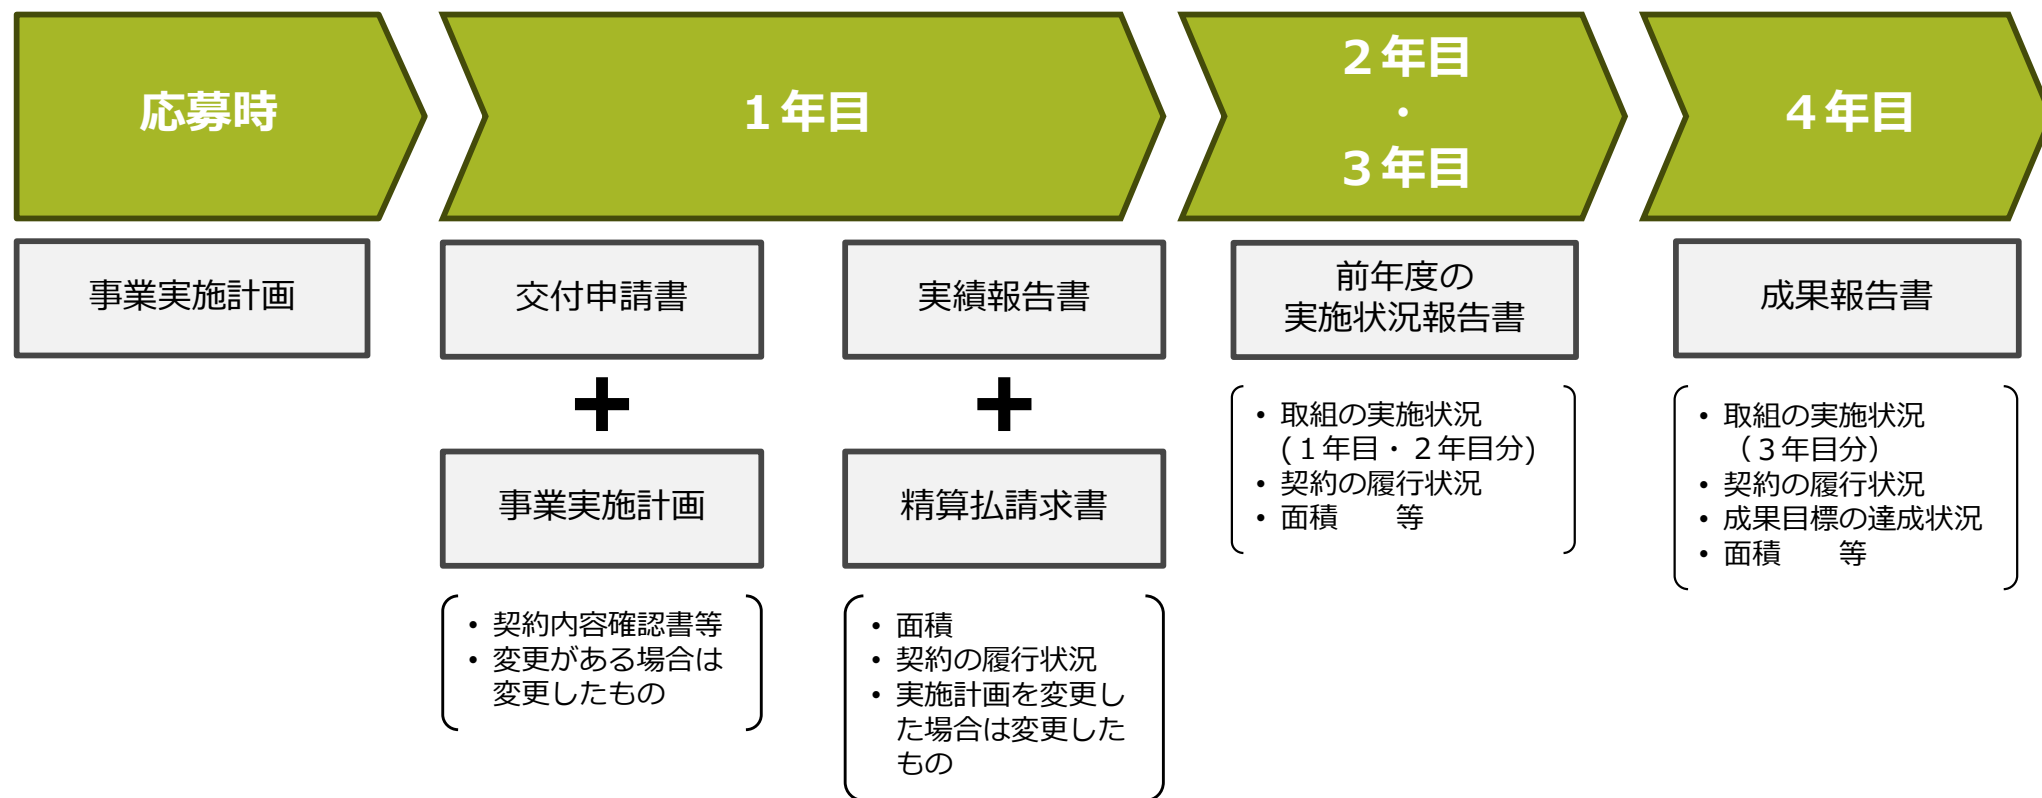 応募時
１年目
２年目
・
３年目
４年目
事業実施計画
交付申請書
＋
事業実施計画
・契約内容確認書等
・変更がある場合は
変更したもの
実績報告書
＋
精算払請求書
・面積
・契約の履行状況
・実施計画を変更し
た場合は変更した
もの
前年度の
実施状況報告書
・取組の実施状況
(１年目・２年目分)
・契約の履行状況
・面積　　等
成果報告書
・取組の実施状況
（３年目分）
・契約の履行状況
・成果目標の達成状況
・面積　　等